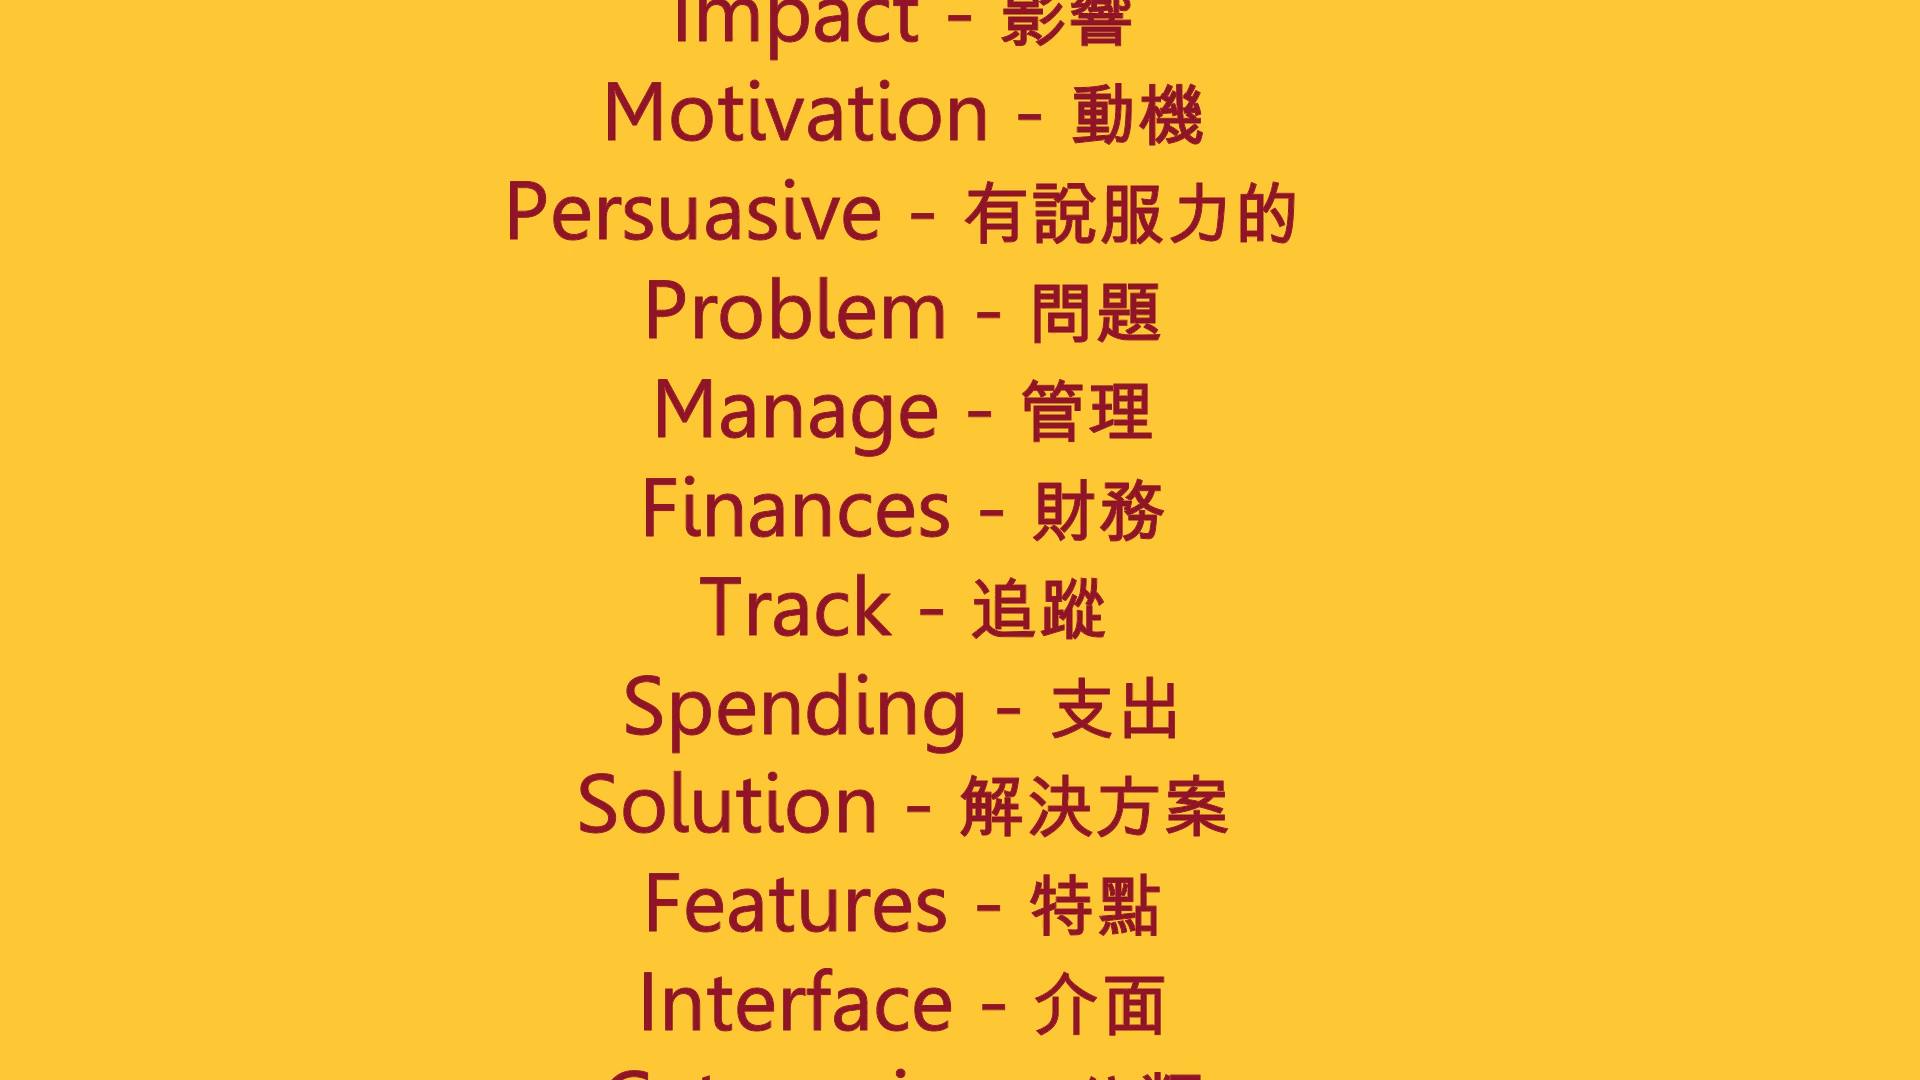 Impact - 影響
Motivation - 動機
Persuasive - 有說服力的
Problem - 問題
Manage - 管理
Finances - 財務
Track - 追蹤
Spending - 支出
Solution - 解決方案
Features - 特點
Interface - 介面